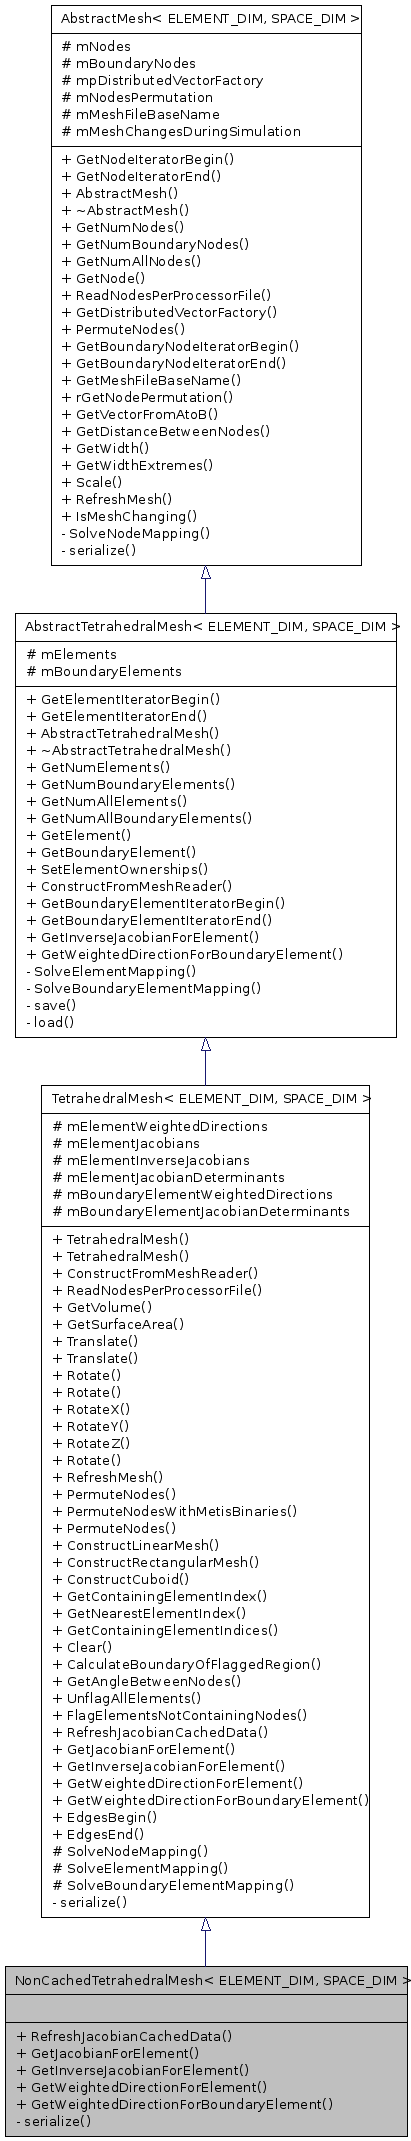 AbstractMesh< ELEMENT_DIM, SPACE_DIM >
# mNodes
# mBoundaryNodes
# mpDistributedVectorFactory
# mNodesPermutation
# mMeshFileBaseName
# mMeshChangesDuringSimulation
+ GetNodeIteratorBegin()
+ GetNodeIteratorEnd()
+ AbstractMesh()
+ ~AbstractMesh()
+ GetNumNodes()
+ GetNumBoundaryNodes()
+ GetNumAllNodes()
+ GetNode()
+ ReadNodesPerProcessorFile()
+ GetDistributedVectorFactory()
+ PermuteNodes()
+ GetBoundaryNodeIteratorBegin()
+ GetBoundaryNodeIteratorEnd()
+ GetMeshFileBaseName()
+ rGetNodePermutation()
+ GetVectorFromAtoB()
+ GetDistanceBetweenNodes()
+ GetWidth()
+ GetWidthExtremes()
+ Scale()
+ RefreshMesh()
+ IsMeshChanging()
- SolveNodeMapping()
- serialize()
AbstractTetrahedralMesh< ELEMENT_DIM, SPACE_DIM >
# mElements
# mBoundaryElements
+ GetElementIteratorBegin()
+ GetElementIteratorEnd()
+ AbstractTetrahedralMesh()
+ ~AbstractTetrahedralMesh()
+ GetNumElements()
+ GetNumBoundaryElements()
+ GetNumAllElements()
+ GetNumAllBoundaryElements()
+ GetElement()
+ GetBoundaryElement()
+ SetElementOwnerships()
+ ConstructFromMeshReader()
+ GetBoundaryElementIteratorBegin()
+ GetBoundaryElementIteratorEnd()
+ GetInverseJacobianForElement()
+ GetWeightedDirectionForBoundaryElement()
- SolveElementMapping()
- SolveBoundaryElementMapping()
- save()
- load()
TetrahedralMesh< ELEMENT_DIM, SPACE_DIM >
# mElementWeightedDirections
# mElementJacobians
# mElementInverseJacobians
# mElementJacobianDeterminants
# mBoundaryElementWeightedDirections
# mBoundaryElementJacobianDeterminants
+ TetrahedralMesh()
+ TetrahedralMesh()
+ ConstructFromMeshReader()
+ ReadNodesPerProcessorFile()
+ GetVolume()
+ GetSurfaceArea()
+ Translate()
+ Translate()
+ Rotate()
+ Rotate()
+ RotateX()
+ RotateY()
+ RotateZ()
+ Rotate()
+ RefreshMesh()
+ PermuteNodes()
+ PermuteNodesWithMetisBinaries()
+ PermuteNodes()
+ ConstructLinearMesh()
+ ConstructRectangularMesh()
+ ConstructCuboid()
+ GetContainingElementIndex()
+ GetNearestElementIndex()
+ GetContainingElementIndices()
+ Clear()
+ CalculateBoundaryOfFlaggedRegion()
+ GetAngleBetweenNodes()
+ UnflagAllElements()
+ FlagElementsNotContainingNodes()
+ RefreshJacobianCachedData()
+ GetJacobianForElement()
+ GetInverseJacobianForElement()
+ GetWeightedDirectionForElement()
+ GetWeightedDirectionForBoundaryElement()
+ EdgesBegin()
+ EdgesEnd()
# SolveNodeMapping()
# SolveElementMapping()
# SolveBoundaryElementMapping()
- serialize()
NonCachedTetrahedralMesh< ELEMENT_DIM, SPACE_DIM >
+ RefreshJacobianCachedData()
+ GetJacobianForElement()
+ GetInverseJacobianForElement()
+ GetWeightedDirectionForElement()
+ GetWeightedDirectionForBoundaryElement()
- serialize()